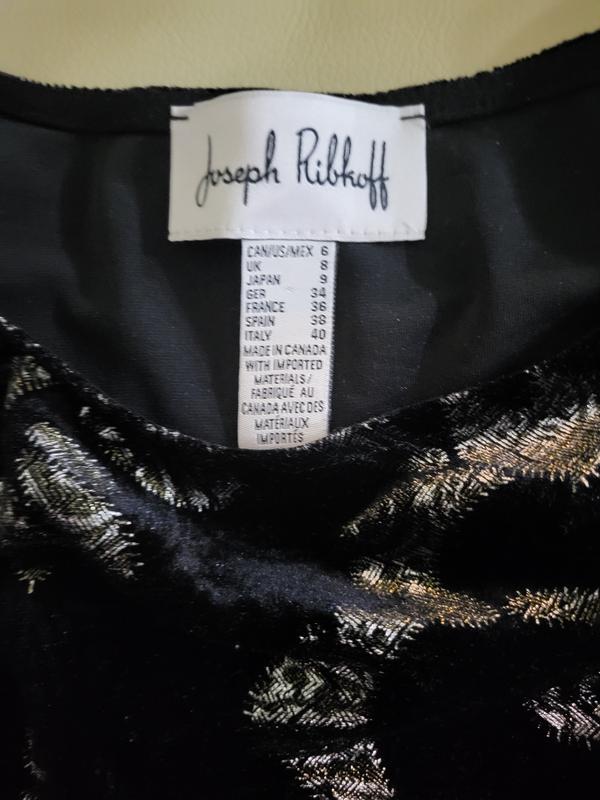 Joseph Ribkoff
CAN/US/MEX 6
UK 8
JAPAN 9
GER 34
FRANCE 36
SPAIN 38
ITALY 40
MADE IN CANADA
WITH IMPORTED
MATERIALS/
FABRIQUÉ AU
CANADA AVEC DES
MATÉRIAUX
IMPORTÉS